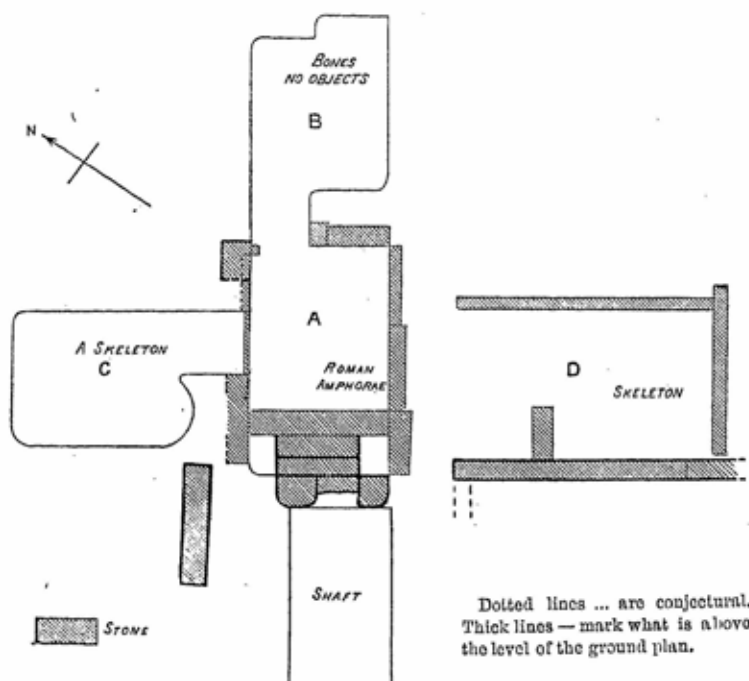 BONES
NO OBJECTS
B
N
A
A SKELETON
C
ROMAN
AMPHORAE
D
SKELETON
SHAFT
STONE
Dotted lines ... are conjectural.
Thick lines — mark what is above
the level of the ground plan.